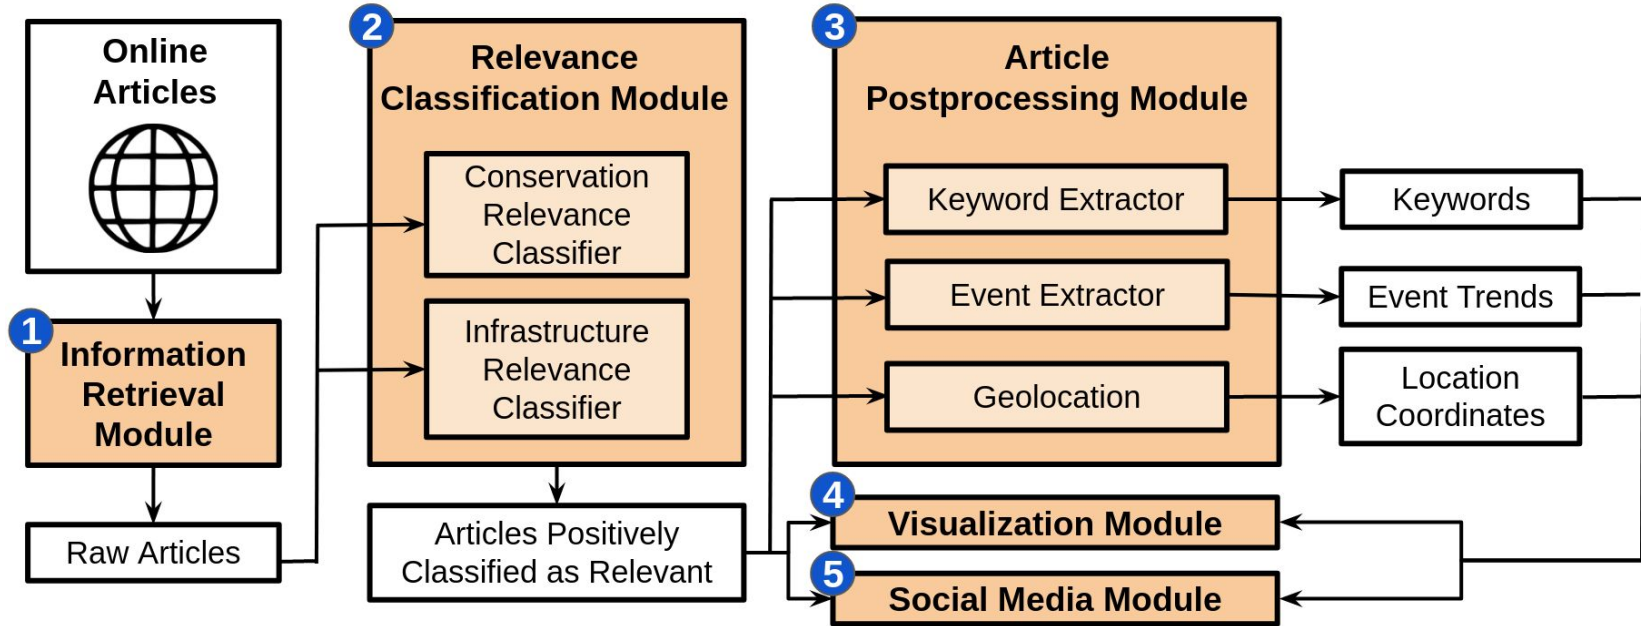 Online
Articles
1
Information
Retrieval
Module
Raw Articles
2
Relevance
Classification Module
Conservation
Relevance
Classifier
Infrastructure
Relevance
Classifier
Articles Positively
Classified as Relevant
3
Article
Postprocessing Module
Keyword Extractor
Event Extractor
Geolocation
Keywords
Event Trends
Location
Coordinates
4
Visualization Module
5
Social Media Module